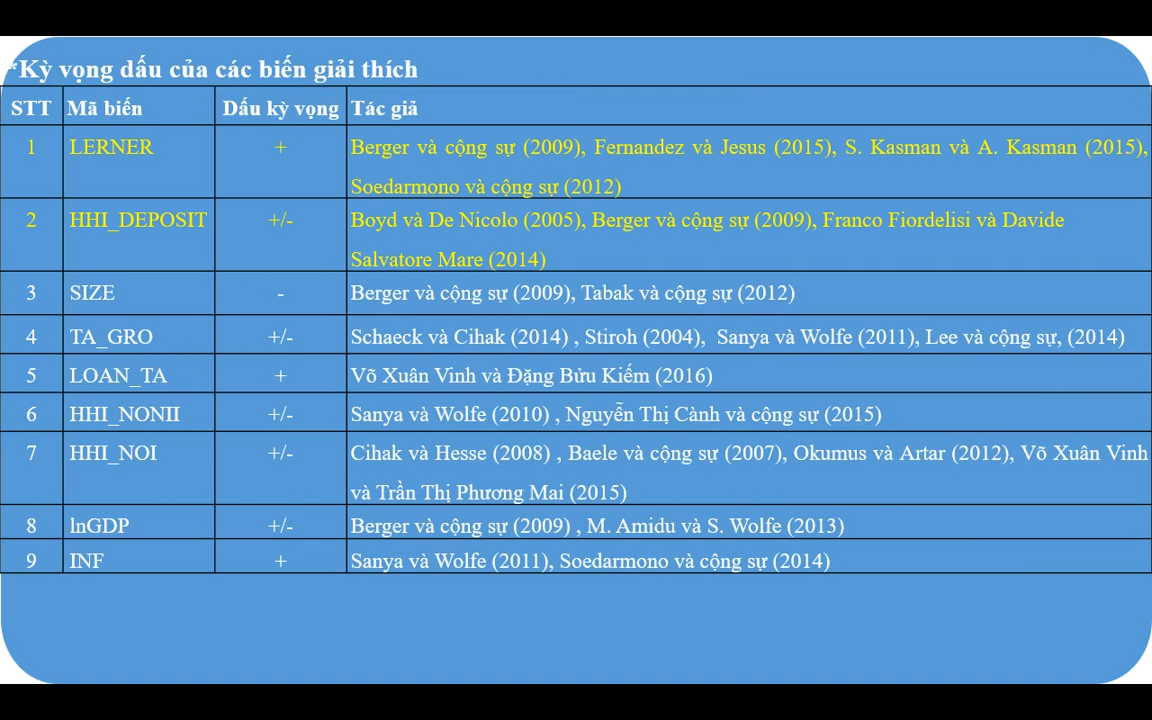 *Kỳ vọng dấu của các biến giải thích
STT Mã biến Dấu kỳ vọng Tác giả
1 LERNER + Berger và cộng sự (2009), Fernandez và Jesus (2015), S. Kasman và A. Kasman (2015),
Soedarmono và cộng sự (2012)
2 HHI_DEPOSIT +/- Boyd và De Nicolo (2005), Berger và cộng sự (2009), Franco Fiordelisi và Davide
Salvatore Mare (2014)
3 SIZE - Berger và cộng sự (2009), Tabak và cộng sự (2012)
4 TA_GRO +/- Schaeck và Cihak (2014) , Stiroh (2004), Sanya và Wolfe (2011), Lee và cộng sự, (2014)
5 LOAN_TA + Võ Xuân Vinh và Đặng Bửu Kiếm (2016)
6 HHI_NONII +/- Sanya và Wolfe (2010) , Nguyễn Thị Cành và cộng sự (2015)
7 HHI_NOI +/- Cihak và Hesse (2008) , Baele và cộng sự (2007), Okumus và Artar (2012), Võ Xuân Vinh
và Trần Thị Phương Mai (2015)
8 lnGDP +/- Berger và cộng sự (2009) , M. Amidu và S. Wolfe (2013)
9 INF + Sanya và Wolfe (2011), Soedarmono và cộng sự (2014)